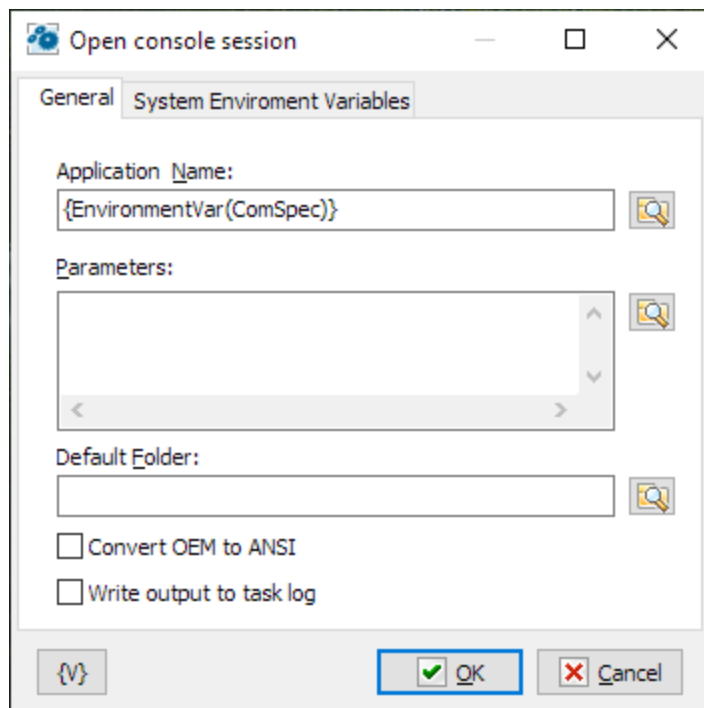 Open console session
General
System Enviroment Variables
Application Name:
{EnvironmentVar(ComSpec)}
Parameters:
Default Folder:
Convert OEM to ANSI
Write output to task log
{V}
OK
Cancel